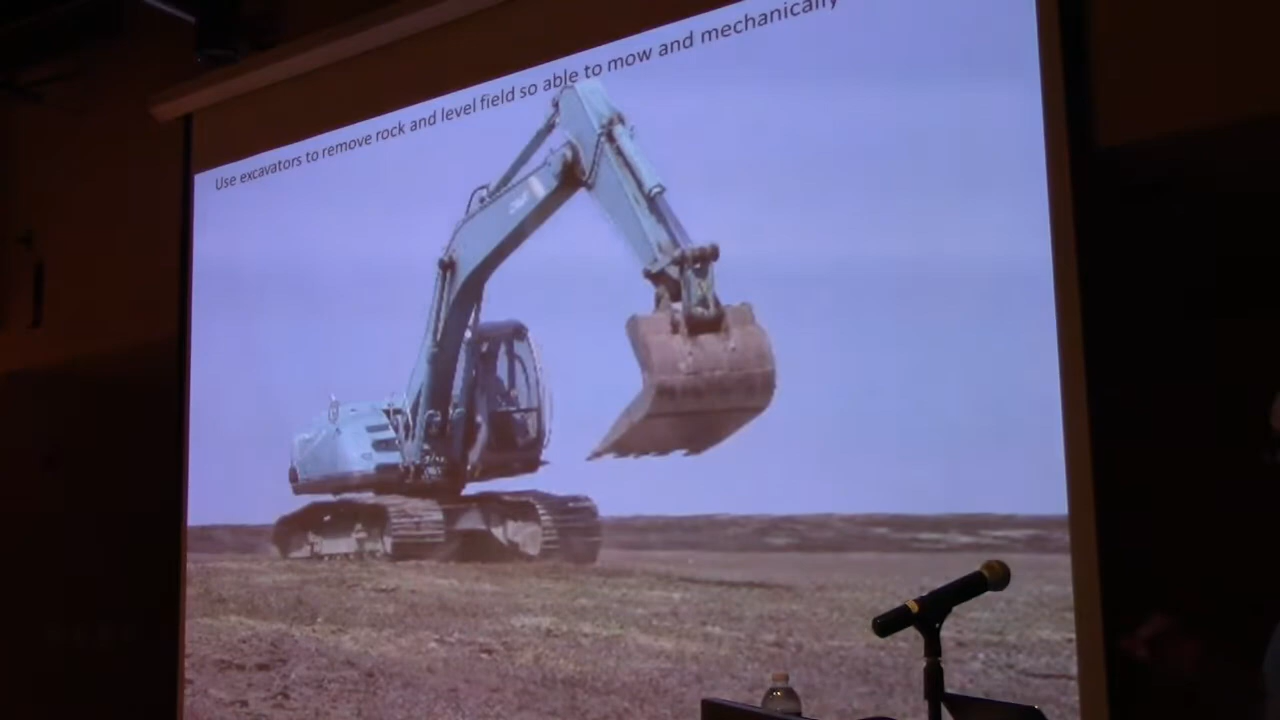 Use excavators to remove rock and level field so able to mow and mechanically